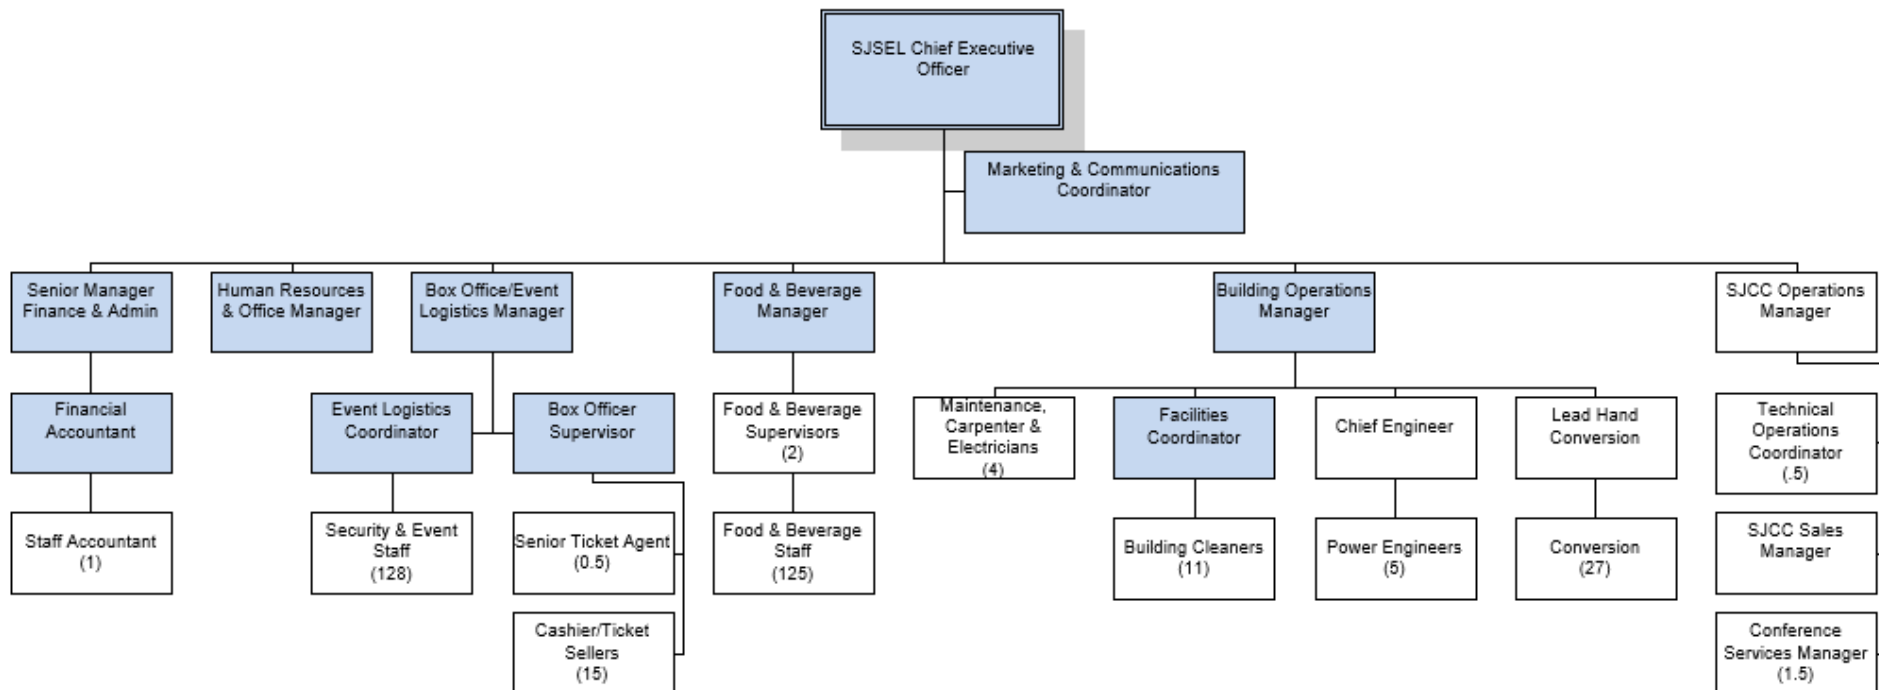 SJSEL Chief Executive
Officer
Marketing & Communications
Coordinator
Senior Manager
Finance & Admin
Human Resources
& Office Manager
Box Office/Event
Logistics Manager
Food & Beverage
Manager
Building Operations
Manager
SJCC Operations
Manager
Financial
Accountant
Event Logistics
Coordinator
Box Officer
Supervisor
Food & Beverage
Supervisors
(2)
Maintenance,
Carpenter &
Electricians
(4)
Facilities
Coordinator
Chief Engineer
Lead Hand
Conversion
Technical
Operations
Coordinator
(.5)
Staff Accountant
(1)
Security & Event
Staff
(128)
Senior Ticket Agent
(0.5)
Food & Beverage
Staff
(125)
Building Cleaners
(11)
Power Engineers
(5)
Conversion
(27)
SJCC Sales
Manager
Cashier/Ticket
Sellers
(15)
Conference
Services Manager
(1.5)